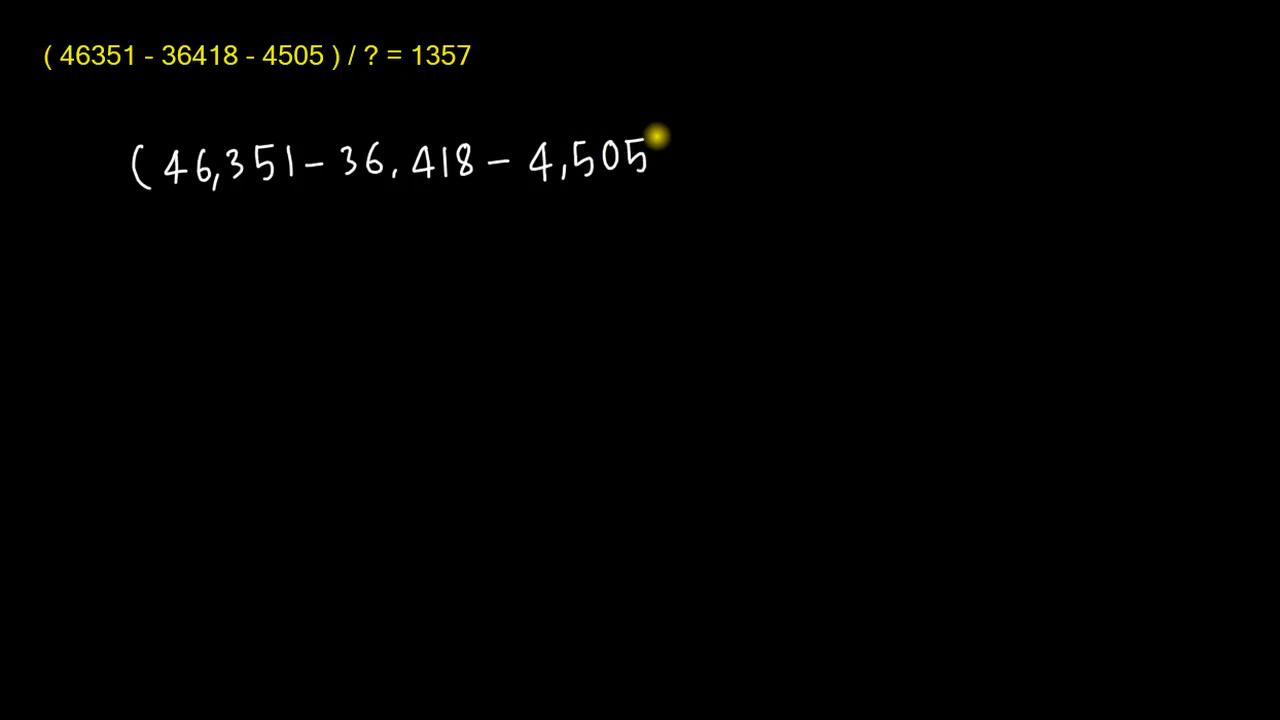 ( 46351 - 36418 - 4505 ) / ? = 1357
( 46,351 - 36.418 - 4,505